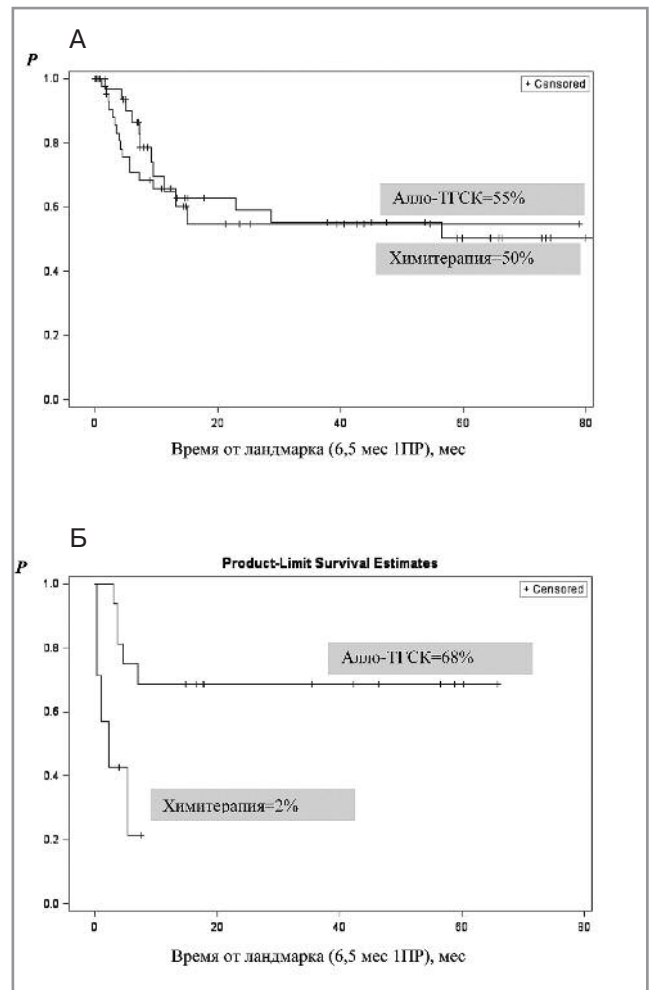 А
P
1.0
0.8
0.6
0.4
0.2
0.0
+ Censored
Алло-ТГСК=55%
Химитерапия=50%
0 20 40 60 80
Время от ландмарка (6,5 мес 1ПР), мес
Б
P
Product-Limit Survival Estimates
1.0
0.8
0.6
0.4
0.2
0.0
+ Censored
Алло-ТГСК=68%
Химитерапия=2%
0 20 40 60 80
Время от ландмарка (6,5 мес 1ПР), мес